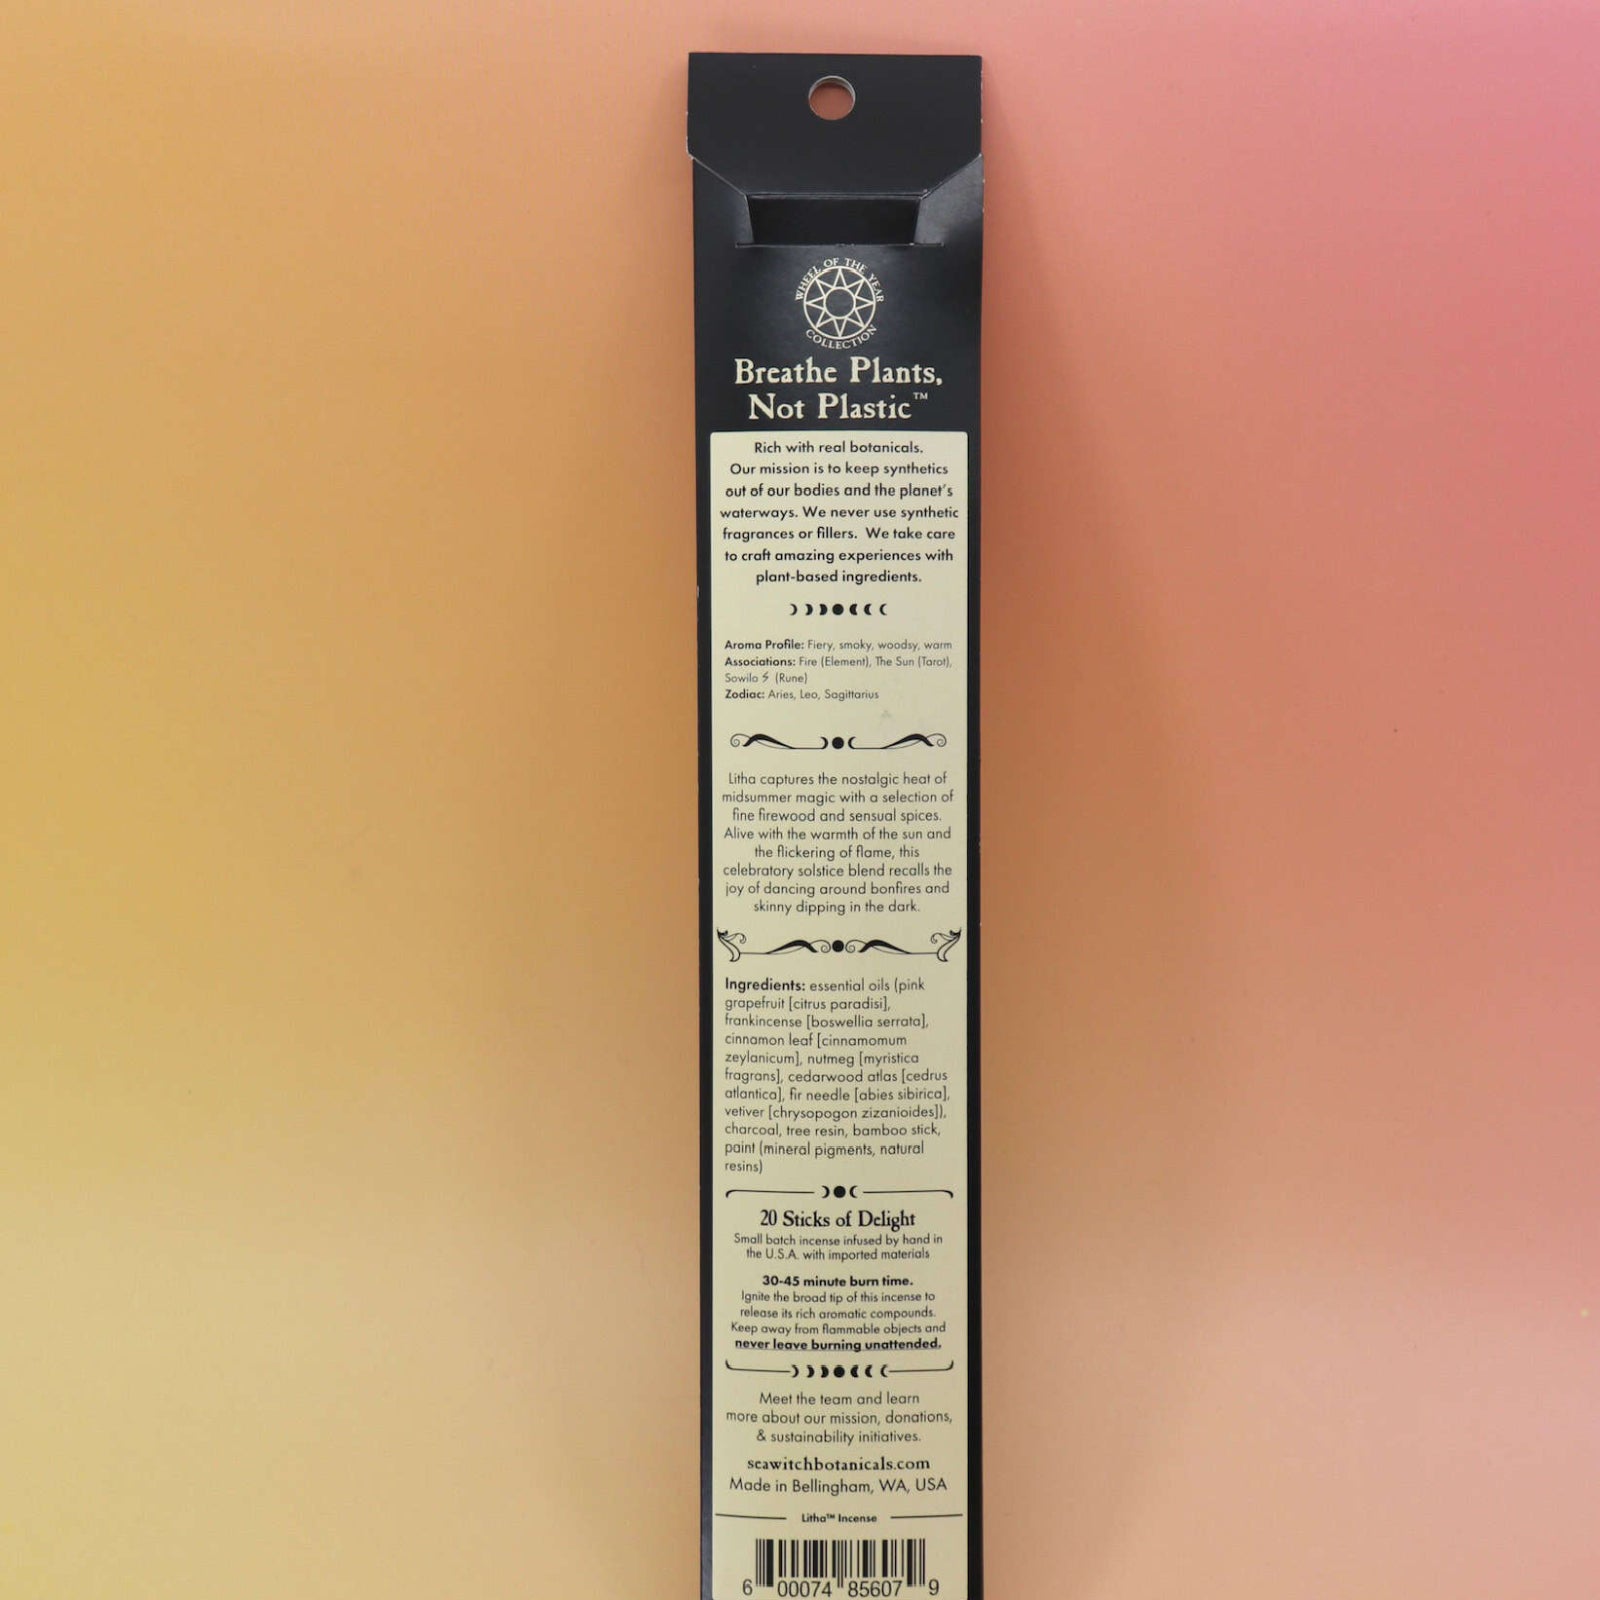 WHEEL OF THE YEAR
COLLECTION
Breathe Plants,
Not Plastic™
Rich with real botanicals.
Our mission is to keep synthetics
out of our bodies and the planet's
waterways. We never use synthetic
fragrances or fillers. We take care
to craft amazing experiences with
plant-based ingredients.
Aroma Profile: Fiery, smoky, woodsy, warm
Associations: Fire (Element), The Sun (Tarot),
Sowilo ᛋ (Rune)
Zodiac: Aries, Leo, Sagittarius
Litha captures the nostalgic heat of
midsummer magic with a selection of
fine firewood and sensual spices.
Alive with the warmth of the sun and
the flickering of flame, this
celebratory solstice blend recalls the
joy of dancing around bonfires and
skinny dipping in the dark.
Ingredients: essential oils (pink
grapefruit [citrus paradisi],
frankincense [boswellia serrata],
cinnamon leaf [cinnamomum
zeylanicum], nutmeg [myristica
fragrans], cedarwood atlas [cedrus
atlantica], fir needle [abies sibirica],
vetiver [chrysopogon zizanioides]),
charcoal, tree resin, bamboo stick,
paint (mineral pigments, natural
resins)
20 Sticks of Delight
Small batch incense infused by hand in
the U.S.A. with imported materials
30-45 minute burn time.
Ignite the broad tip of this incense to
release its rich aromatic compounds.
Keep away from flammable objects and
never leave burning unattended.
Meet the team and learn
more about our mission, donations,
& sustainability initiatives.
seawitchbotanicals.com
Made in Bellingham, WA, USA
Litha™ Incense
6 00074 85607 9